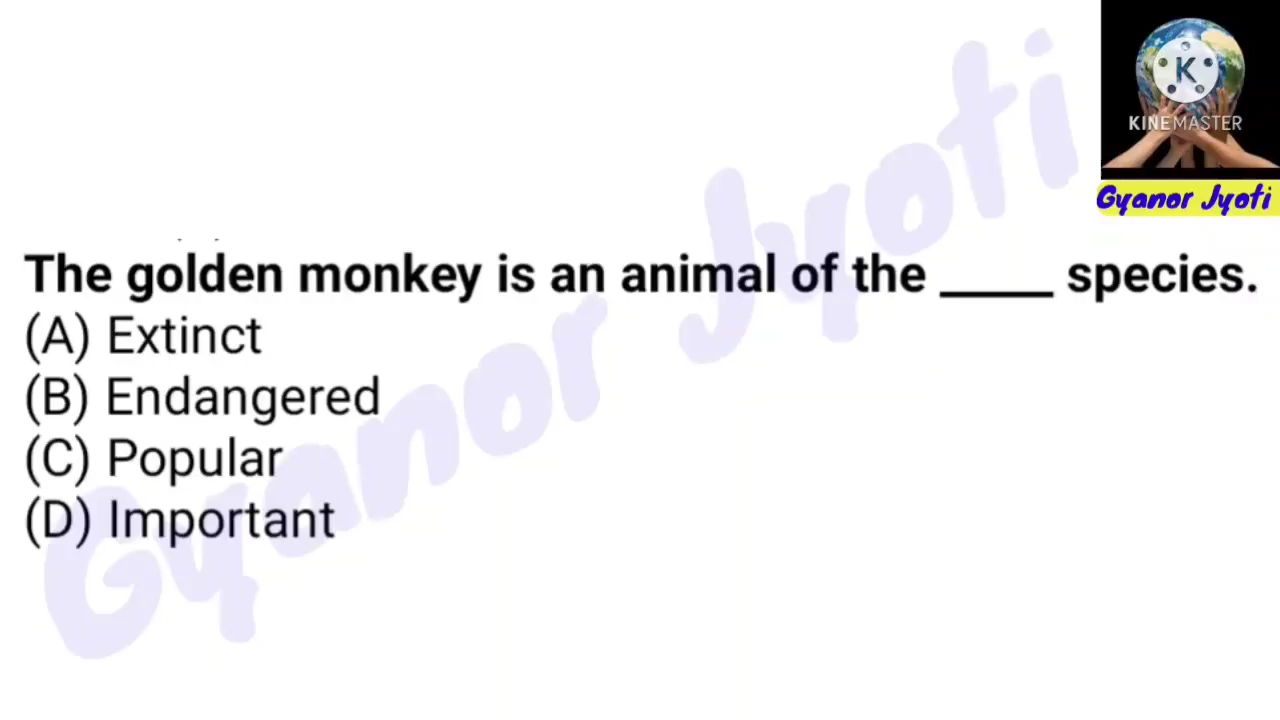 K
KINEMASTER
Gyanor Jyoti
The golden monkey is an animal of the _____ species.
(A) Extinct
(B) Endangered
(C) Popular
(D) Important
Gyanor Jyoti